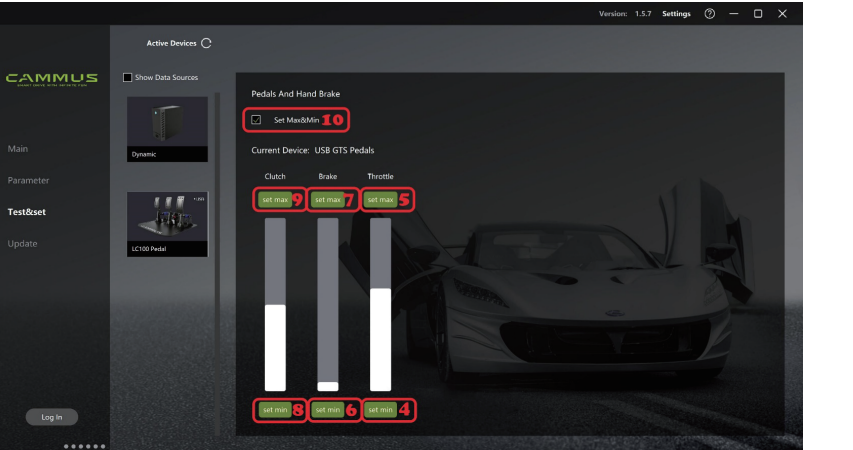 Version: 1.5.7 Settings
Active Devices
CAMMUS
Show Data Sources
Pedals And Hand Brake
Set Max&Min 10
Main
Dynamic
Current Device: USB GTS Pedals
Parameter
Clutch Brake Throttle
set max 9 set max 7 set max 5
Test&set
Update
LC100 Pedal
set min 8 set min 6 set min 4
Log In